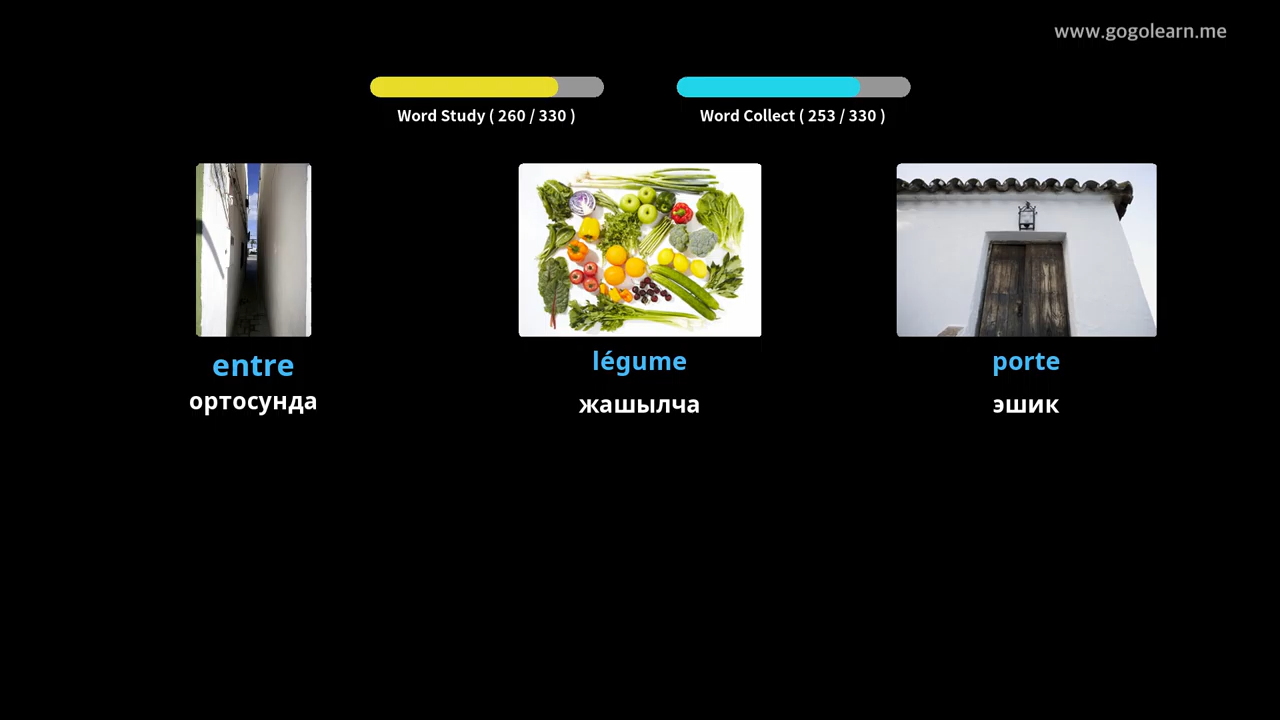 www.gogolearn.me
Word Study ( 260 / 330 )
Word Collect ( 253 / 330 )
entre
ортосунда
légume
жашылча
porte
эшик